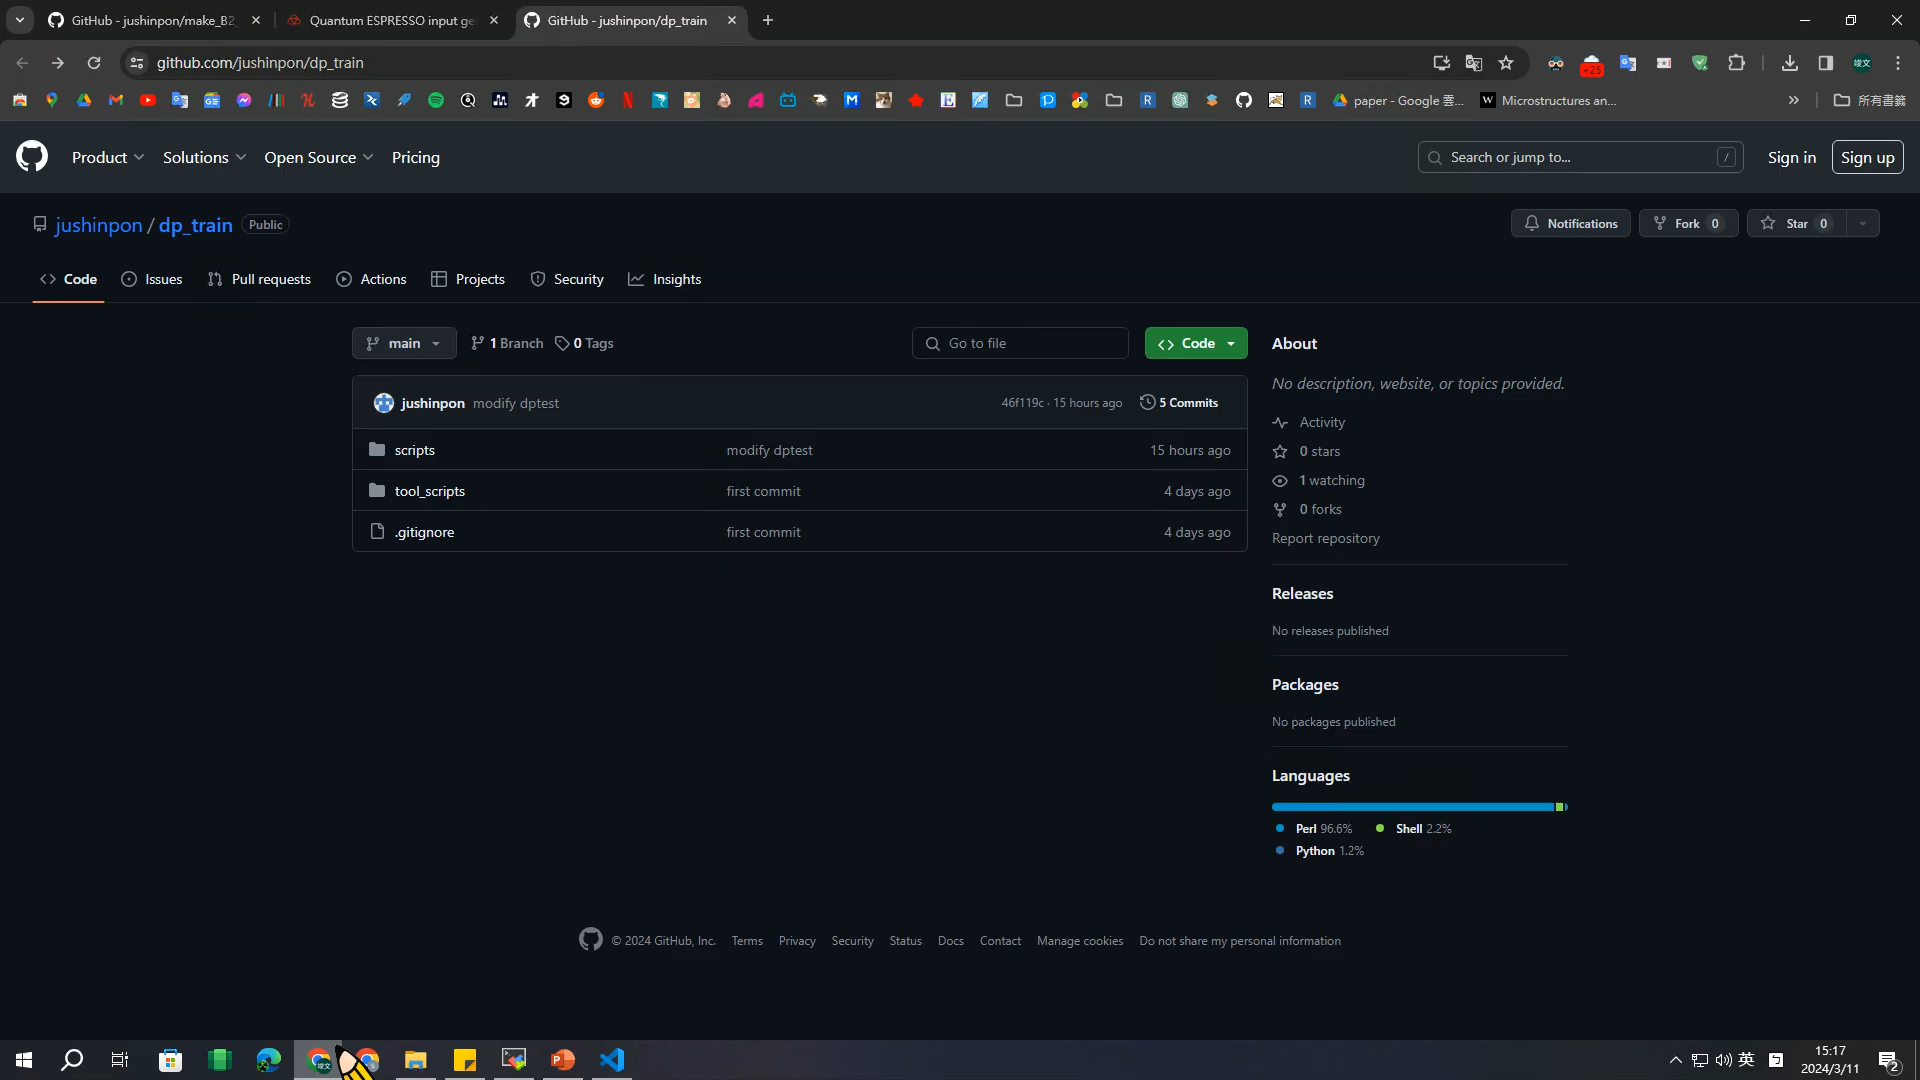 GitHub - jushinpon/make_B2
Quantum ESPRESSO input ge
GitHub - jushinpon/dp_train
github.com/jushinpon/dp_train
+25
竣文
paper - Google 雲...
Microstructures an...
所有書籤
Product
Solutions
Open Source
Pricing
Search or jump to...
/
Sign in
Sign up
jushinpon / dp_train
Public
Notifications
Fork 0
Star 0
Code
Issues
Pull requests
Actions
Projects
Security
Insights
main
1 Branch
0 Tags
Go to file
Code
jushinpon modify dptest
46f119c · 15 hours ago
5 Commits
scripts
modify dptest
15 hours ago
tool_scripts
first commit
4 days ago
.gitignore
first commit
4 days ago
About
No description, website, or topics provided.
Activity
0 stars
1 watching
0 forks
Report repository
Releases
No releases published
Packages
No packages published
Languages
Perl 96.6%
Shell 2.2%
Python 1.2%
© 2024 GitHub, Inc.
Terms
Privacy
Security
Status
Docs
Contact
Manage cookies
Do not share my personal information
英
15:17
2024/3/11
2